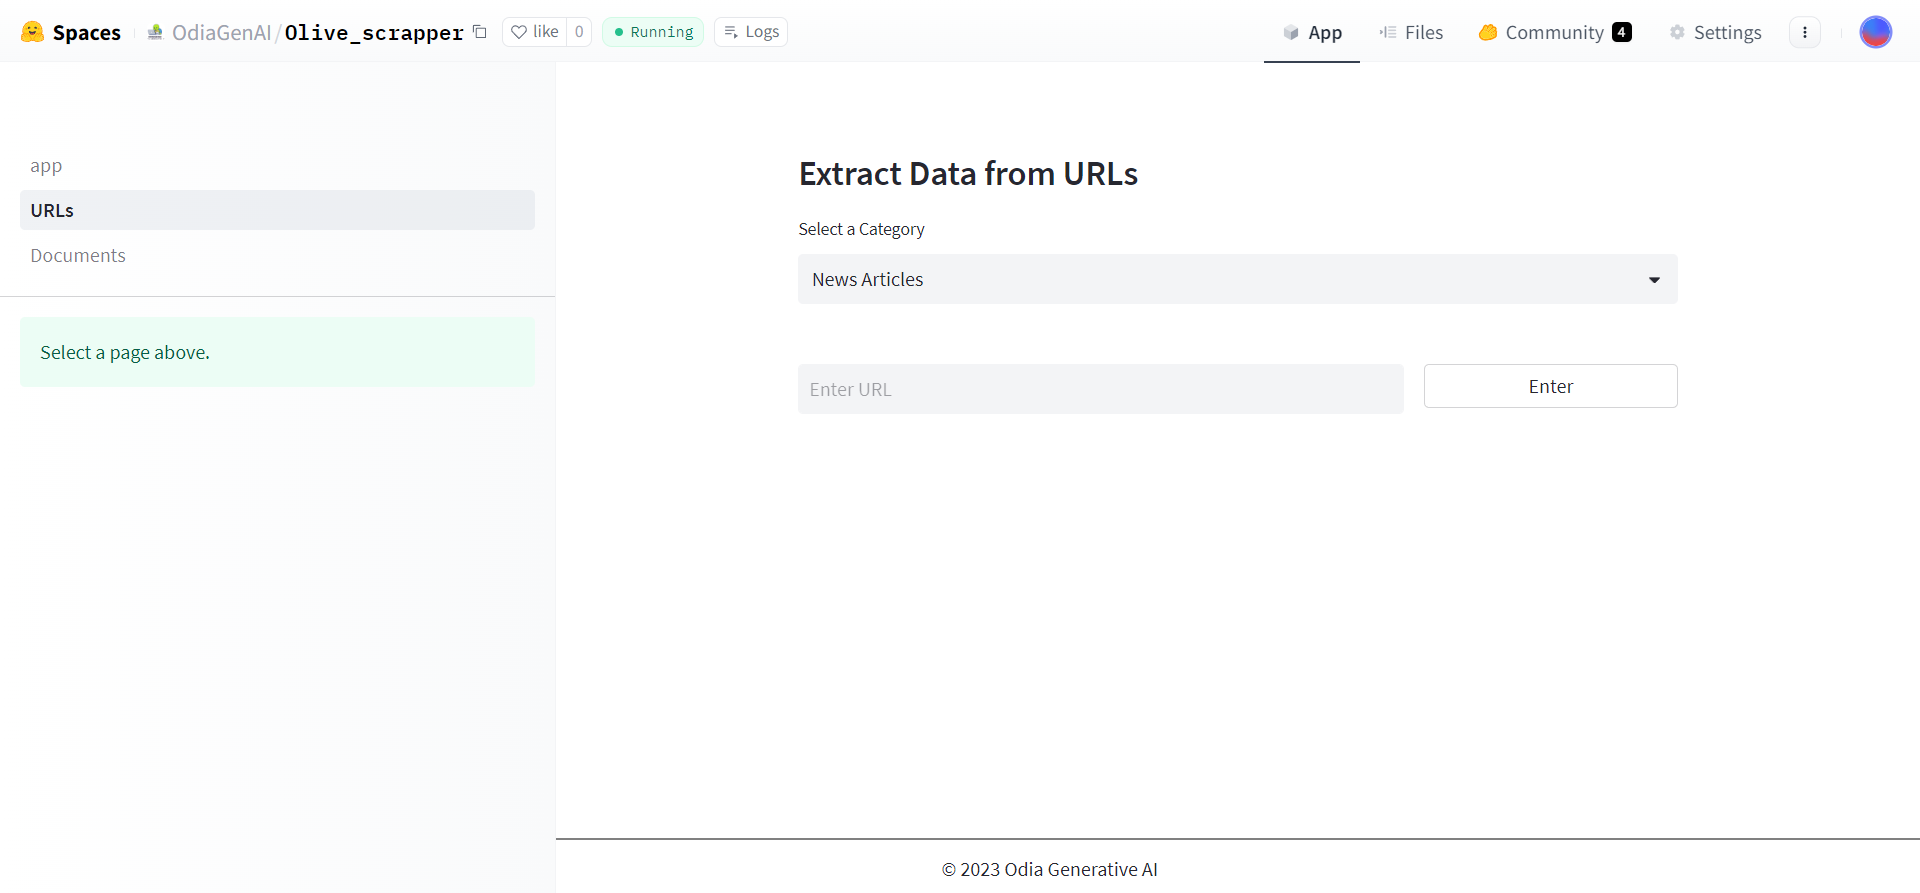 Spaces OdiaGenAI/Olive_scrapper like 0 Running Logs App Files Community 4 Settings
app
URLs
Documents
Select a page above.
Extract Data from URLs
Select a Category
News Articles
Enter URL Enter
© 2023 Odia Generative AI